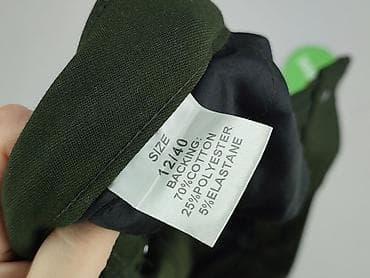 SIZE
12/40
BACKING:
70%COTTON
25%POLYESTER
5%ELASTANE